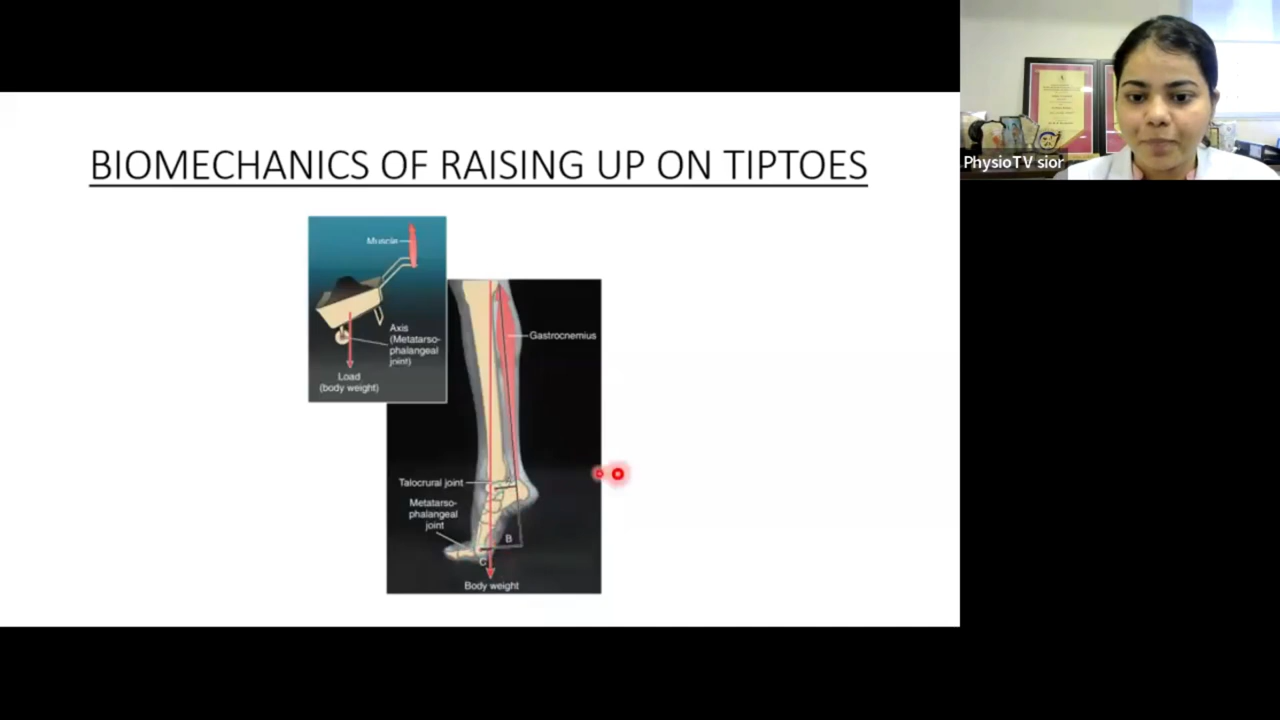 BIOMECHANICS OF RAISING UP ON TIPTOES
PhysioTV sior
Muscle
Axis
(Metatarso-
phalangeal
joint)
Load
(body weight)
Gastrocnemius
Talocrural joint
Metatarso-
phalangeal
joint
B
C
Body weight